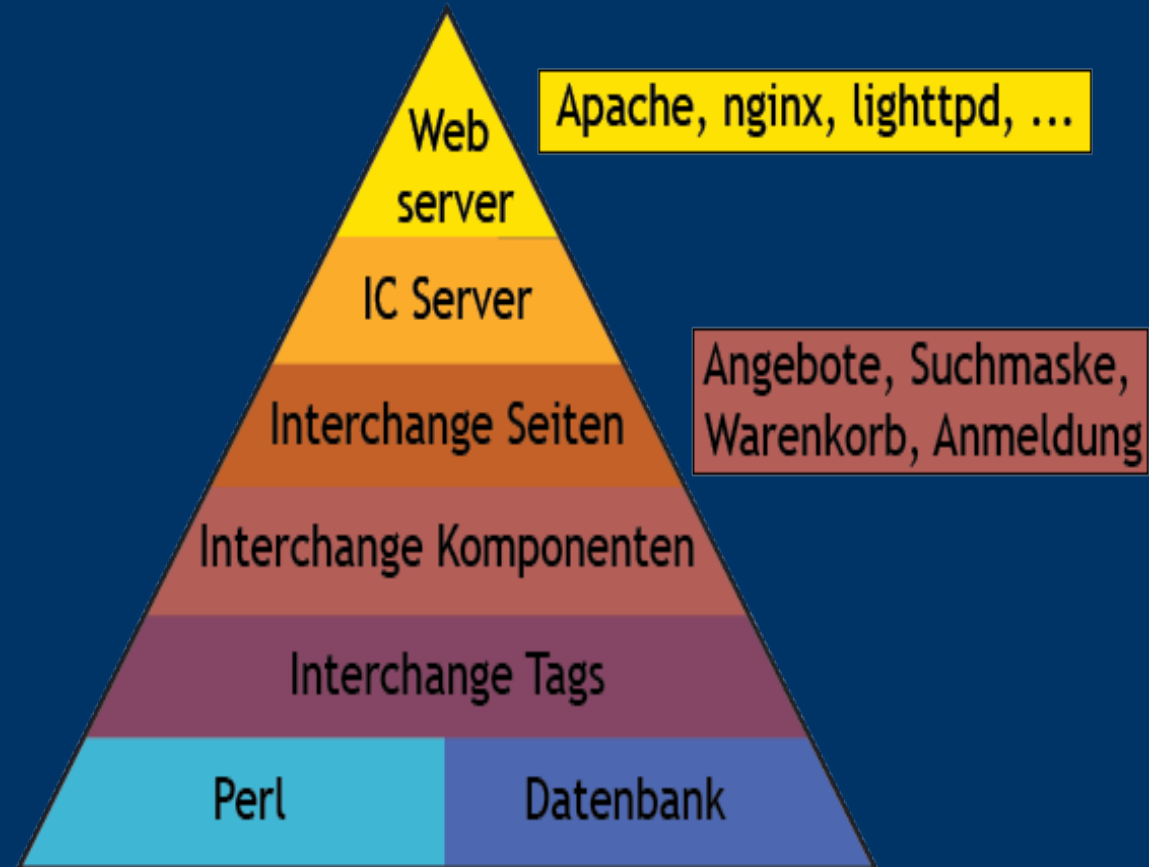 Web
server
Apache, nginx, lighttpd, ...
IC Server
Interchange Seiten
Angebote, Suchmaske,
Warenkorb, Anmeldung
Interchange Komponenten
Interchange Tags
Perl
Datenbank